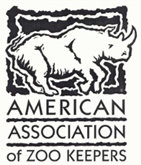 AMERICAN
ASSOCIATION
of ZOO KEEPERS